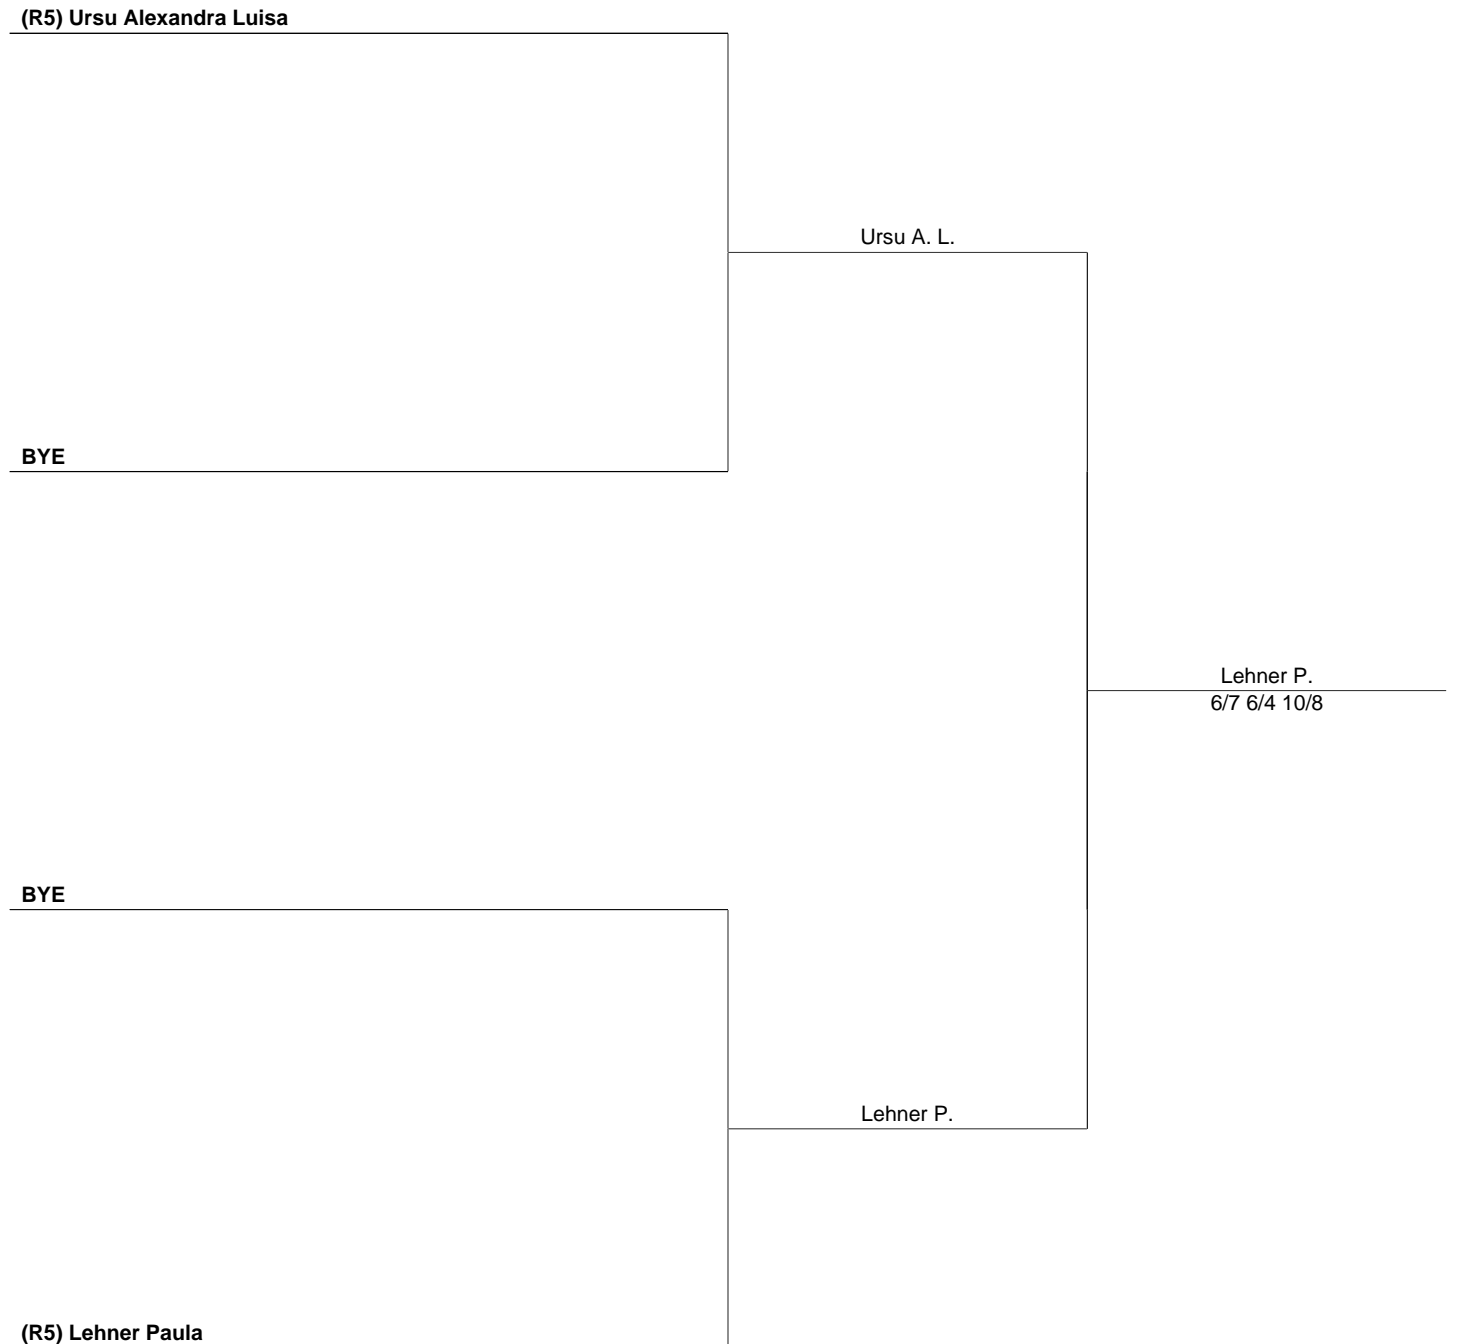 (R5) Ursu Alexandra Luisa
Ursu A. L.
BYE
Lehner P.
6/7 6/4 10/8
BYE
Lehner P.
(R5) Lehner Paula